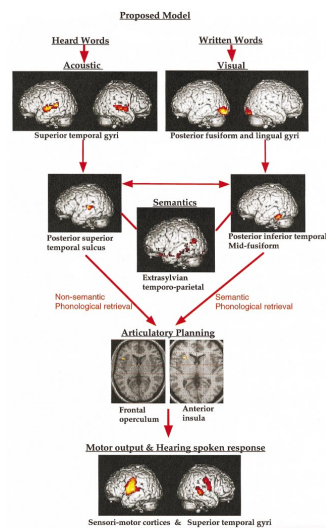 Proposed Model
Heard Words
Written Words
Acoustic
Visual
Superior temporal gyri
Posterior fusiform and lingual gyri
Semantics
Posterior superior
temporal sulcus
Posterior inferior temporal
Mid-fusiform
Extrasylvian
temporo-parietal
Non-semantic
Phonological retrieval
Semantic
Phonological retrieval
Articulatory Planning
Frontal
operculum
Anterior
insula
Motor output & Hearing spoken response
Sensori-motor cortices & Superior temporal gyri